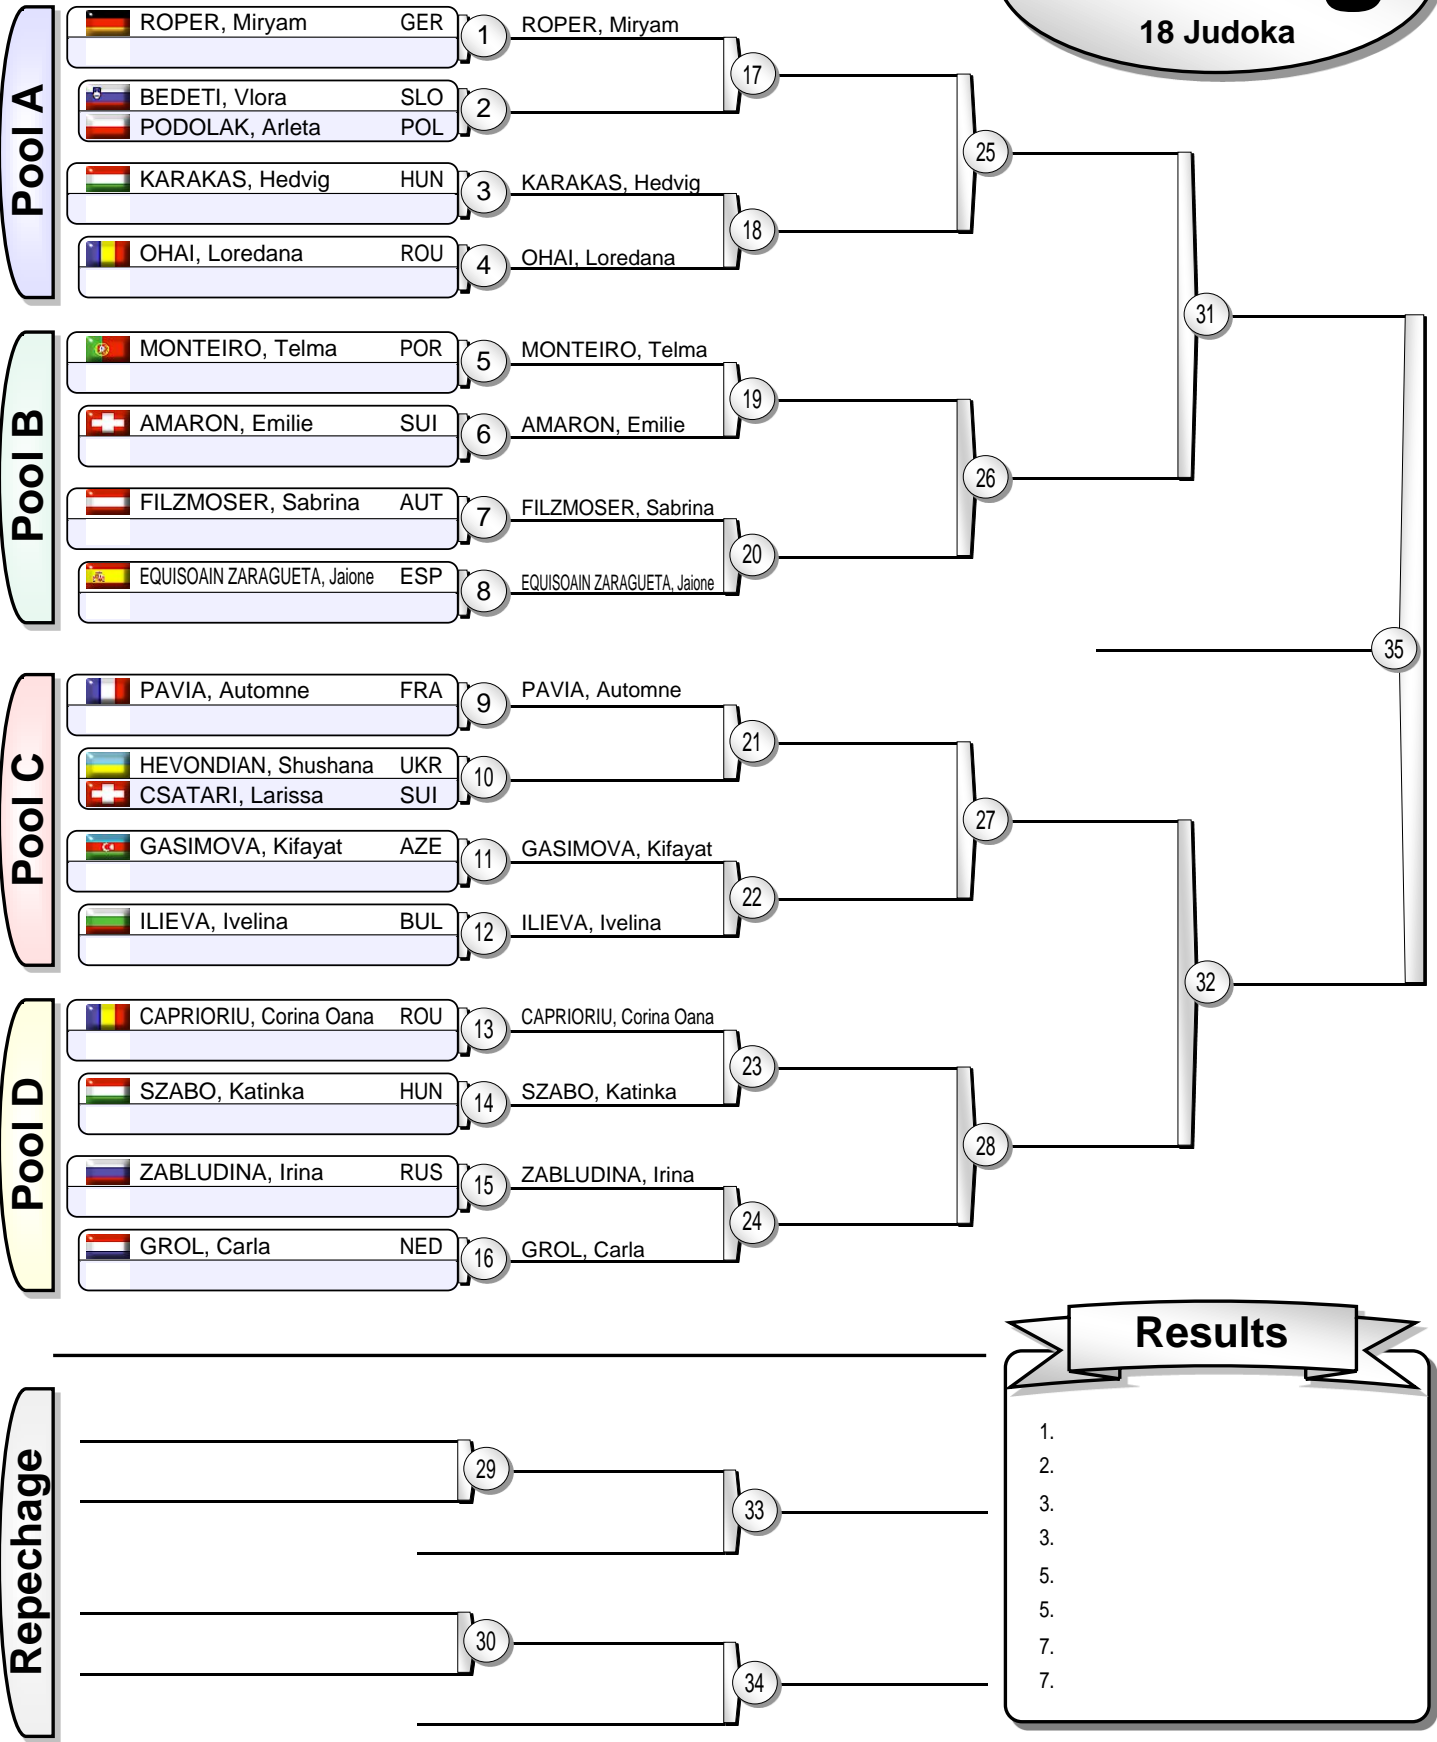 18 Judoka
Pool A
ROPER, Miryam GER 1 ROPER, Miryam
17
BEDETI, Vlora SLO 2
PODOLAK, Arleta POL
25
KARAKAS, Hedvig HUN 3 KARAKAS, Hedvig
18
OHAI, Loredana ROU 4 OHAI, Loredana
31
Pool B
MONTEIRO, Telma POR 5 MONTEIRO, Telma
19
AMARON, Emilie SUI 6 AMARON, Emilie
26
FILZMOSER, Sabrina AUT 7 FILZMOSER, Sabrina
20
EQUISOAIN ZARAGUETA, Jaione ESP 8 EQUISOAIN ZARAGUETA, Jaione
35
Pool C
PAVIA, Automne FRA 9 PAVIA, Automne
21
HEVONDIAN, Shushana UKR 10
CSATARI, Larissa SUI
27
GASIMOVA, Kifayat AZE 11 GASIMOVA, Kifayat
22
ILIEVA, Ivelina BUL 12 ILIEVA, Ivelina
32
Pool D
CAPRIORIU, Corina Oana ROU 13 CAPRIORIU, Corina Oana
23
SZABO, Katinka HUN 14 SZABO, Katinka
28
ZABLUDINA, Irina RUS 15 ZABLUDINA, Irina
24
GROL, Carla NED 16 GROL, Carla
Repechage
29
33
30
34
Results
1.
2.
3.
3.
5.
5.
7.
7.